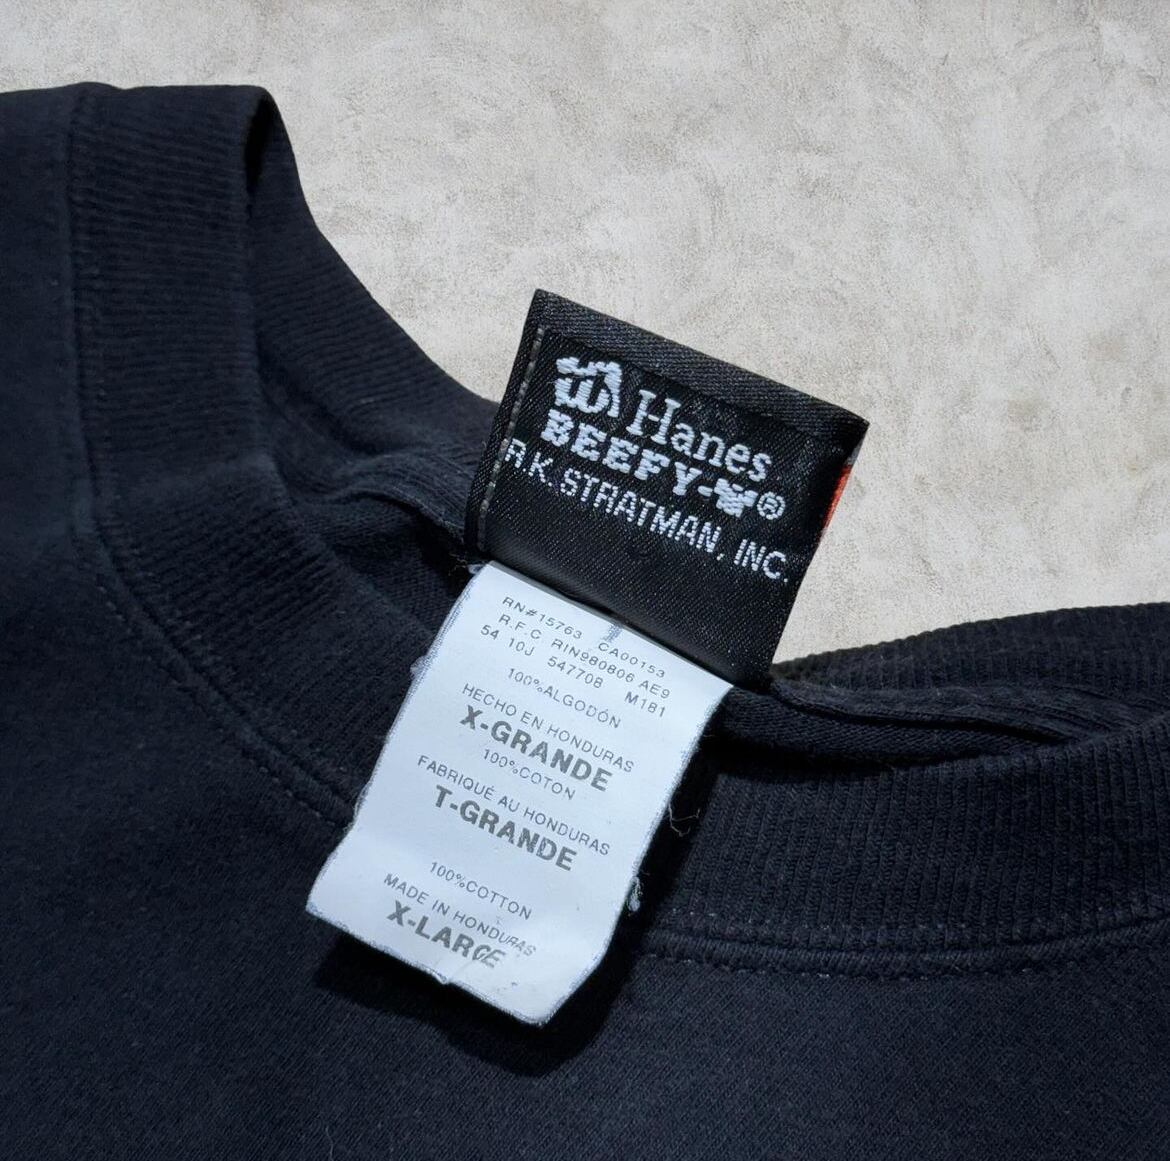 Hanes
BEEFY-T®
R.K. STRATMAN, INC.
RN#15763 CA00153
R.F.C RIN980806 AE9
54 10J 547708 M181
100%ALGODÓN
HECHO EN HONDURAS
X-GRANDE
100%COTON
FABRIQUÉ AU HONDURAS
T-GRANDE
100%COTTON
MADE IN HONDURAS
X-LARGE